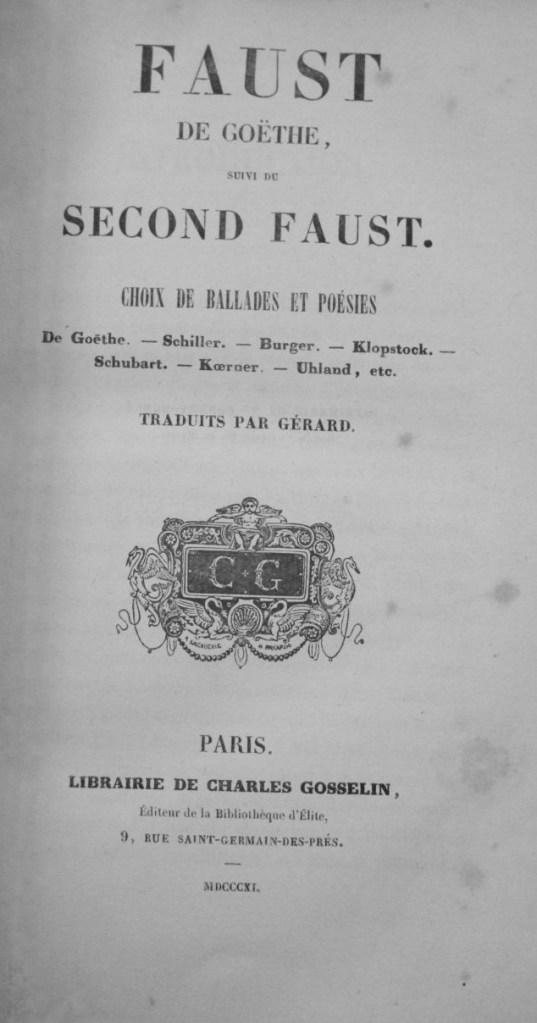 FAUST
DE GOËTHE,
SUIVI DU
SECOND FAUST.
CHOIX DE BALLADES ET POÉSIES
De Goëthe. — Schiller. — Burger. — Klopstock. —
Schubart. — Kœrner. — Uhland, etc.
TRADUITS PAR GÉRARD.
C G
PARIS.
LIBRAIRIE DE CHARLES GOSSELIN,
Éditeur de la Bibliothèque d'Élite,
9, RUE SAINT-GERMAIN-DES-PRÉS.
MDCCCXL.